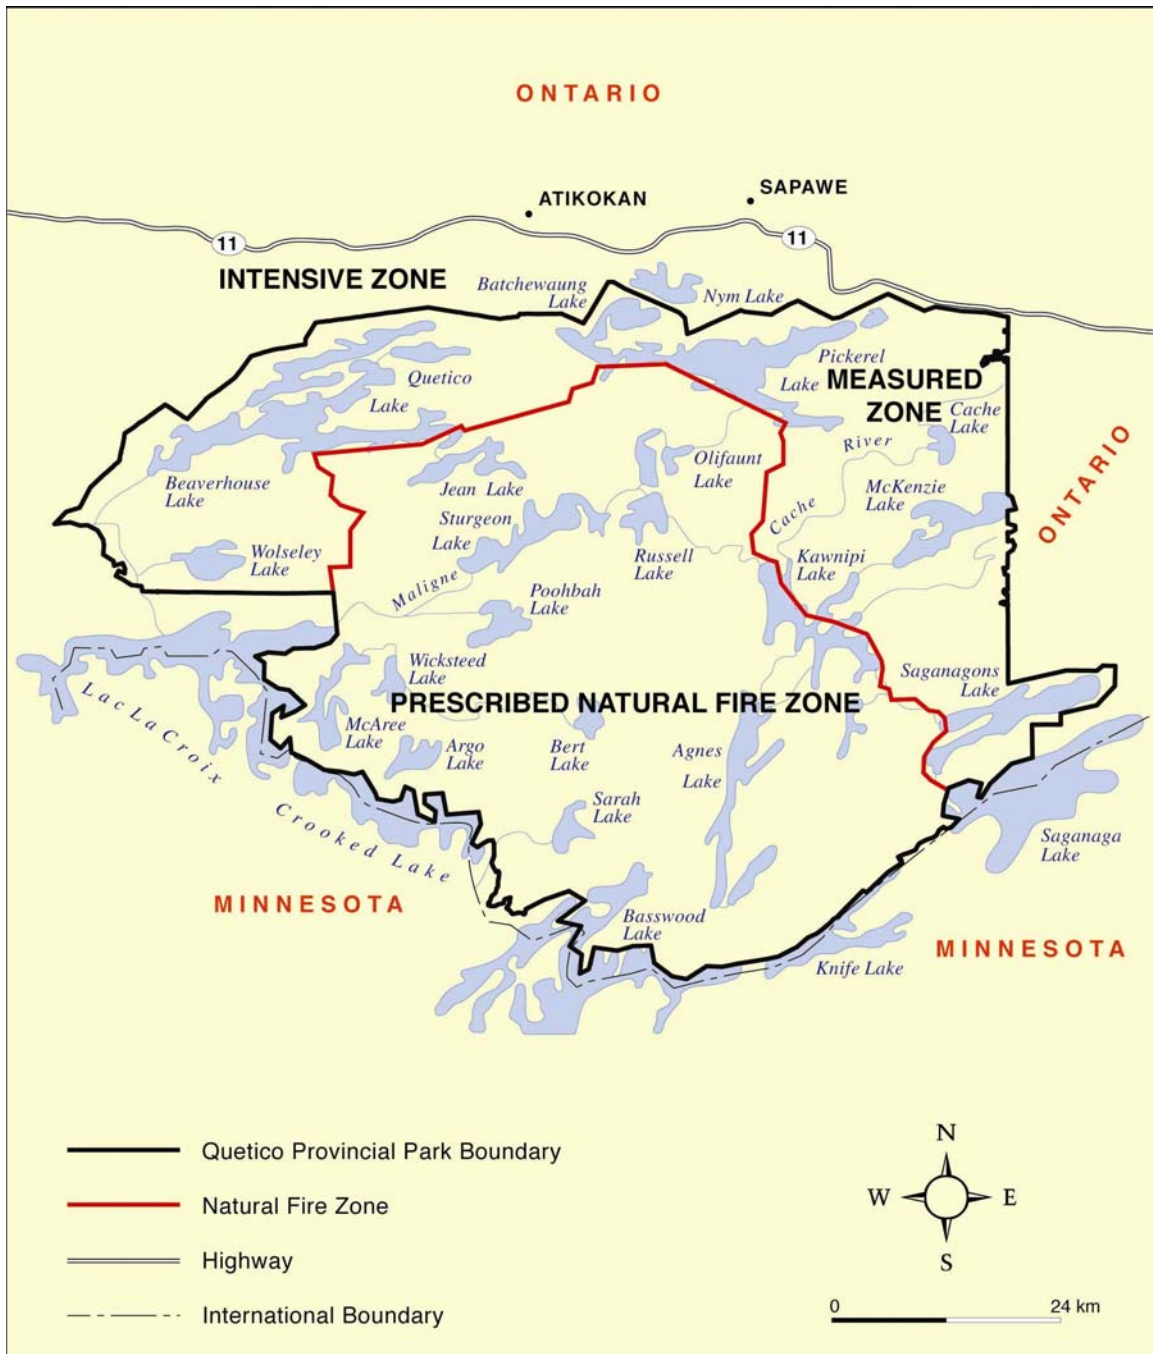 ONTARIO
SAPAWE
ATIKOKAN
11
11
INTENSIVE ZONE
Batchewaung
Lake
Nym Lake
Pickerel
Lake
MEASURED
ZONE
Quetico
Lake
Cache
Lake
River
Cache
ONTARIO
Olifaunt
Lake
Beaverhouse
Lake
Jean Lake
McKenzie
Lake
Sturgeon
Lake
Wolseley
Lake
Russell
Lake
Kawnipi
Lake
Maligne
Poohbah
Lake
Wicksteed
Lake
Saganagons
Lake
PRESCRIBED NATURAL FIRE ZONE
LacLaCroix
McAree
Lake
Argo
Lake
Bert
Lake
Agnes
Lake
Sarah
Lake
Crooked Lake
Saganaga
Lake
MINNESOTA
Basswood
Lake
MINNESOTA
Knife Lake
Quetico Provincial Park Boundary
Natural Fire Zone
Highway
International Boundary
N
W
E
S
0
24 km